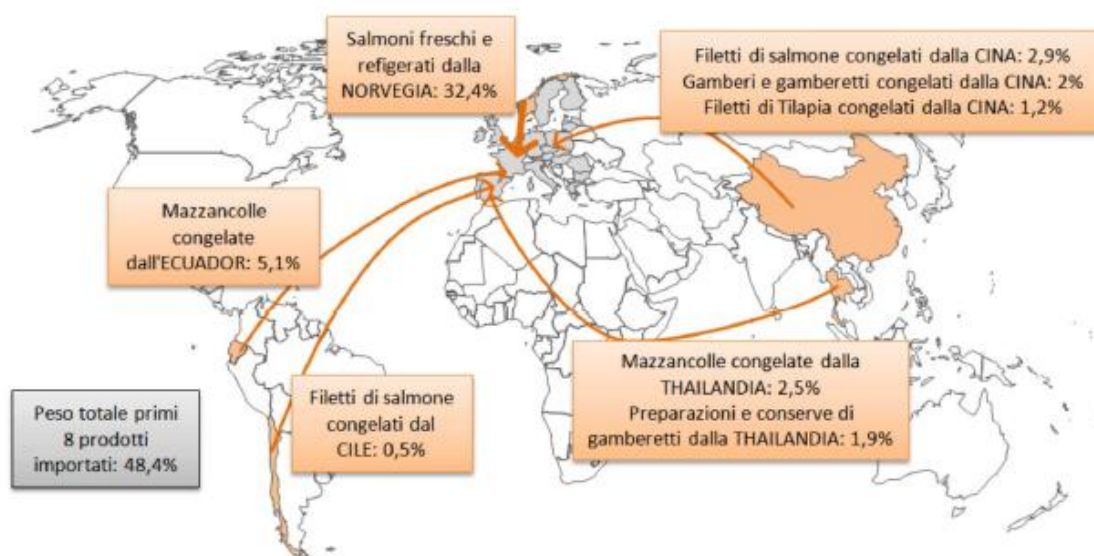 Salmoni freschi e
refigerati dalla
NORVEGIA: 32,4%
Filetti di salmone congelati dalla CINA: 2,9%
Gamberi e gamberetti congelati dalla CINA: 2%
Filetti di Tilapia congelati dalla CINA: 1,2%
Mazzancolle
congelate
dall'ECUADOR: 5,1%
Mazzancolle congelate dalla
THAILANDIA: 2,5%
Preparazioni e conserve di
gamberetti dalla THAILANDIA: 1,9%
Filetti di salmone
congelati dal
CILE: 0,5%
Peso totale primi
8 prodotti
importati: 48,4%